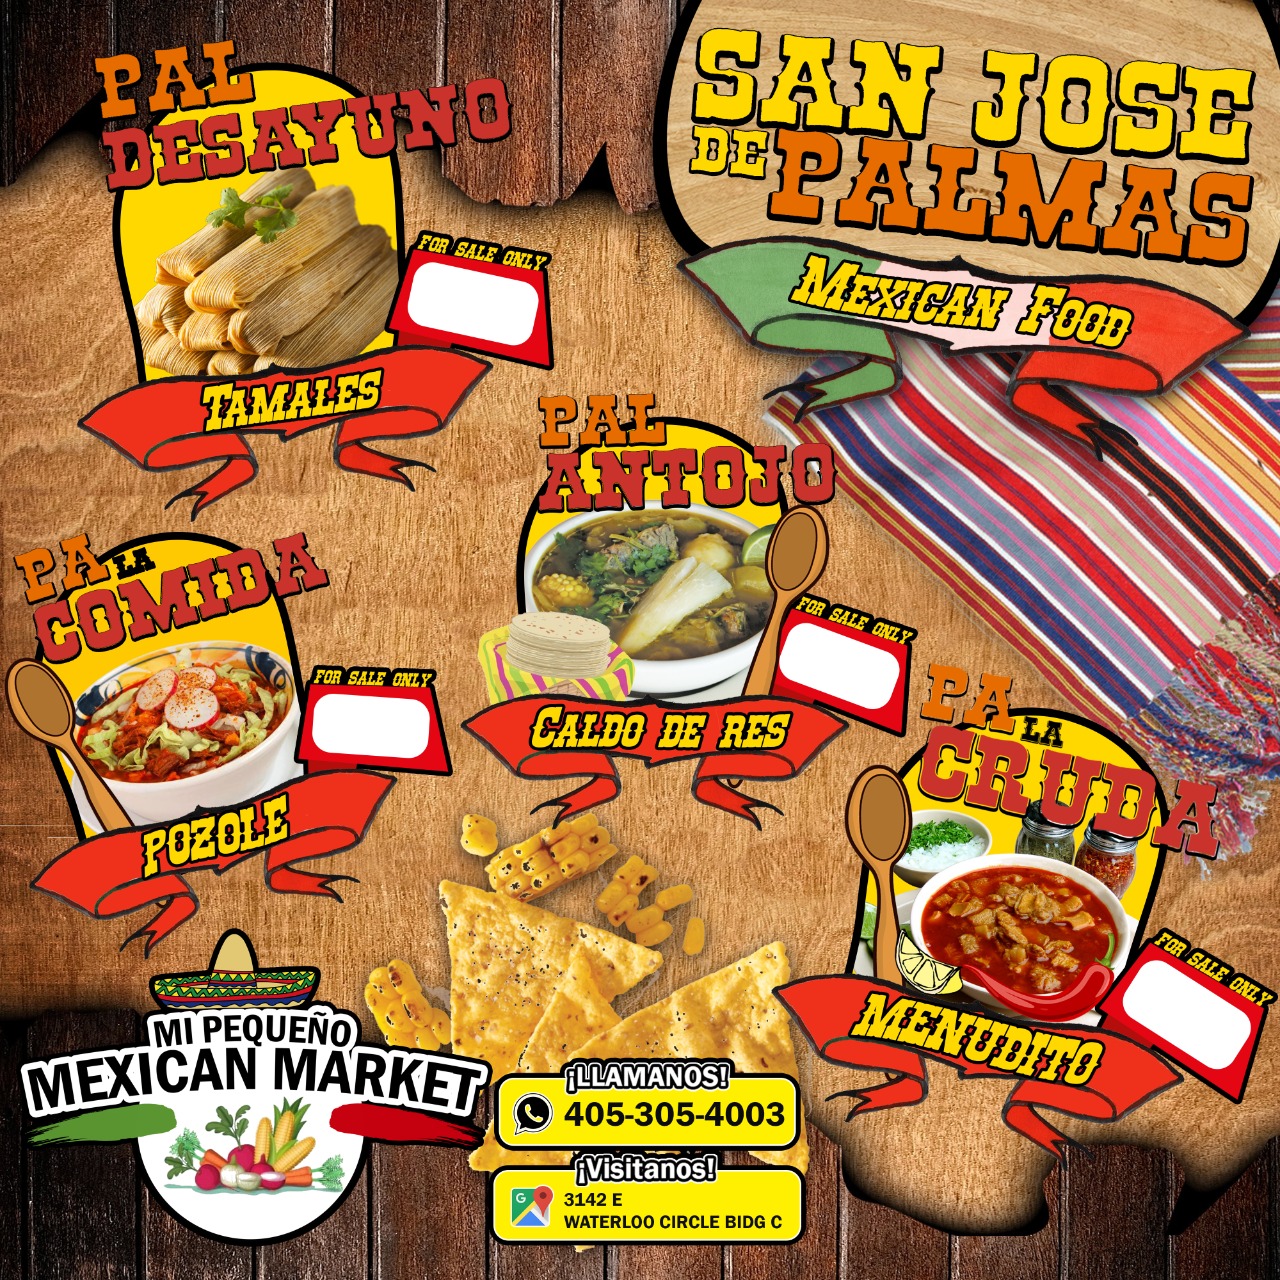 PAL
DESAYUNO
FOR SALE ONLY
TAMALES
SAN JOSE
DE PALMAS
MEXICAN FOOD
PAL
ANTOJO
FOR SALE ONLY
CALDO DE RES
PA LA
COMIDA
FOR SALE ONLY
POZOLE
PA LA
CRUDA
FOR SALE ONLY
MENUDITO
MI PEQUEÑO
MEXICAN MARKET
¡LLAMANOS!
405-305-4003
¡Visitanos!
G
3142 E
WATERLOO CIRCLE BIDG C